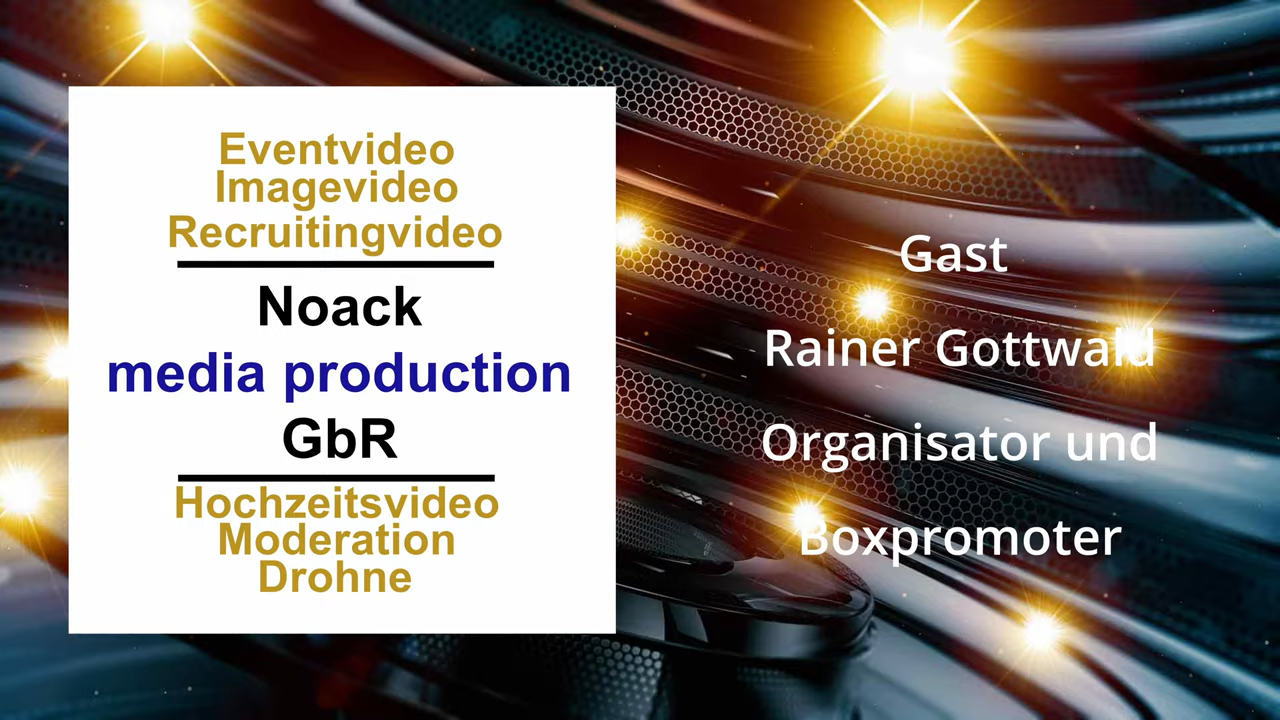 Eventvideo
Imagevideo
Recruitingvideo
Noack
media production
GbR
Hochzeitsvideo
Moderation
Drohne
Gast
Rainer Gottwald
Organisator und
Boxpromoter